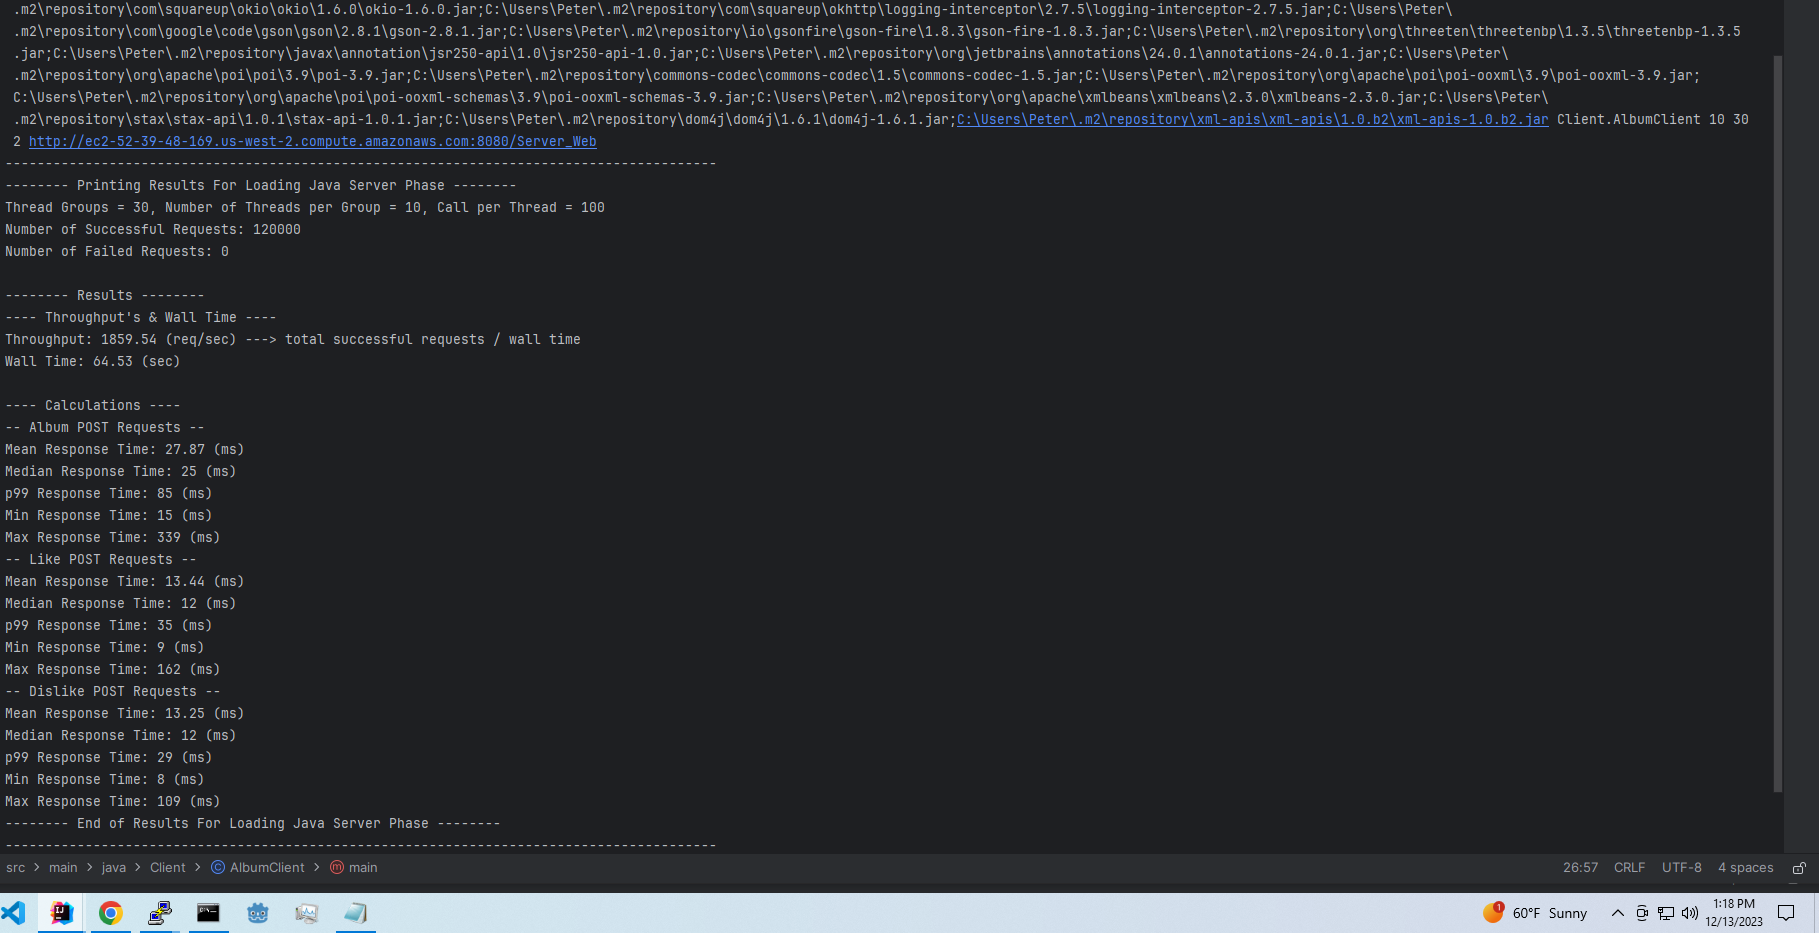 .m2\repository\com\squareup\okio\okio\1.6.0\okio-1.6.0.jar;C:\Users\Peter\.m2\repository\com\squareup\okhttp\logging-interceptor\2.7.5\logging-interceptor-2.7.5.jar;C:\Users\Peter\
.m2\repository\com\google\code\gson\gson\2.8.1\gson-2.8.1.jar;C:\Users\Peter\.m2\repository\io\gsonfire\gson-fire\1.8.3\gson-fire-1.8.3.jar;C:\Users\Peter\.m2\repository\org\threeten\threetenbp\1.3.5\threetenbp-1.3.5
.jar;C:\Users\Peter\.m2\repository\javax\annotation\jsr250-api\1.0\jsr250-api-1.0.jar;C:\Users\Peter\.m2\repository\org\jetbrains\annotations\24.0.1\annotations-24.0.1.jar;C:\Users\Peter\
.m2\repository\org\apache\poi\poi\3.9\poi-3.9.jar;C:\Users\Peter\.m2\repository\commons-codec\commons-codec\1.5\commons-codec-1.5.jar;C:\Users\Peter\.m2\repository\org\apache\poi\poi-ooxml\3.9\poi-ooxml-3.9.jar;
C:\Users\Peter\.m2\repository\org\apache\poi\poi-ooxml-schemas\3.9\poi-ooxml-schemas-3.9.jar;C:\Users\Peter\.m2\repository\org\apache\xmlbeans\xmlbeans\2.3.0\xmlbeans-2.3.0.jar;C:\Users\Peter\
.m2\repository\stax\stax-api\1.0.1\stax-api-1.0.1.jar;C:\Users\Peter\.m2\repository\dom4j\dom4j\1.6.1\dom4j-1.6.1.jar;C:\Users\Peter\.m2\repository\xml-apis\xml-apis\1.0.b2\xml-apis-1.0.b2.jar Client.AlbumClient 10 30
2 http://ec2-52-39-48-169.us-west-2.compute.amazonaws.com:8080/Server_Web
-----------------------------------------------------------------------------------------
-------- Printing Results For Loading Java Server Phase --------
Thread Groups = 30, Number of Threads per Group = 10, Call per Thread = 100
Number of Successful Requests: 120000
Number of Failed Requests: 0
-------- Results --------
---- Throughput's & Wall Time ----
Throughput: 1859.54 (req/sec) ---> total successful requests / wall time
Wall Time: 64.53 (sec)
---- Calculations ----
-- Album POST Requests --
Mean Response Time: 27.87 (ms)
Median Response Time: 25 (ms)
p99 Response Time: 85 (ms)
Min Response Time: 15 (ms)
Max Response Time: 339 (ms)
-- Like POST Requests --
Mean Response Time: 13.44 (ms)
Median Response Time: 12 (ms)
p99 Response Time: 35 (ms)
Min Response Time: 9 (ms)
Max Response Time: 162 (ms)
-- Dislike POST Requests --
Mean Response Time: 13.25 (ms)
Median Response Time: 12 (ms)
p99 Response Time: 29 (ms)
Min Response Time: 8 (ms)
Max Response Time: 109 (ms)
-------- End of Results For Loading Java Server Phase --------
-----------------------------------------------------------------------------------------
src > main > java > Client > AlbumClient > main 26:57 CRLF UTF-8 4 spaces
60°F Sunny 1:18 PM
12/13/2023